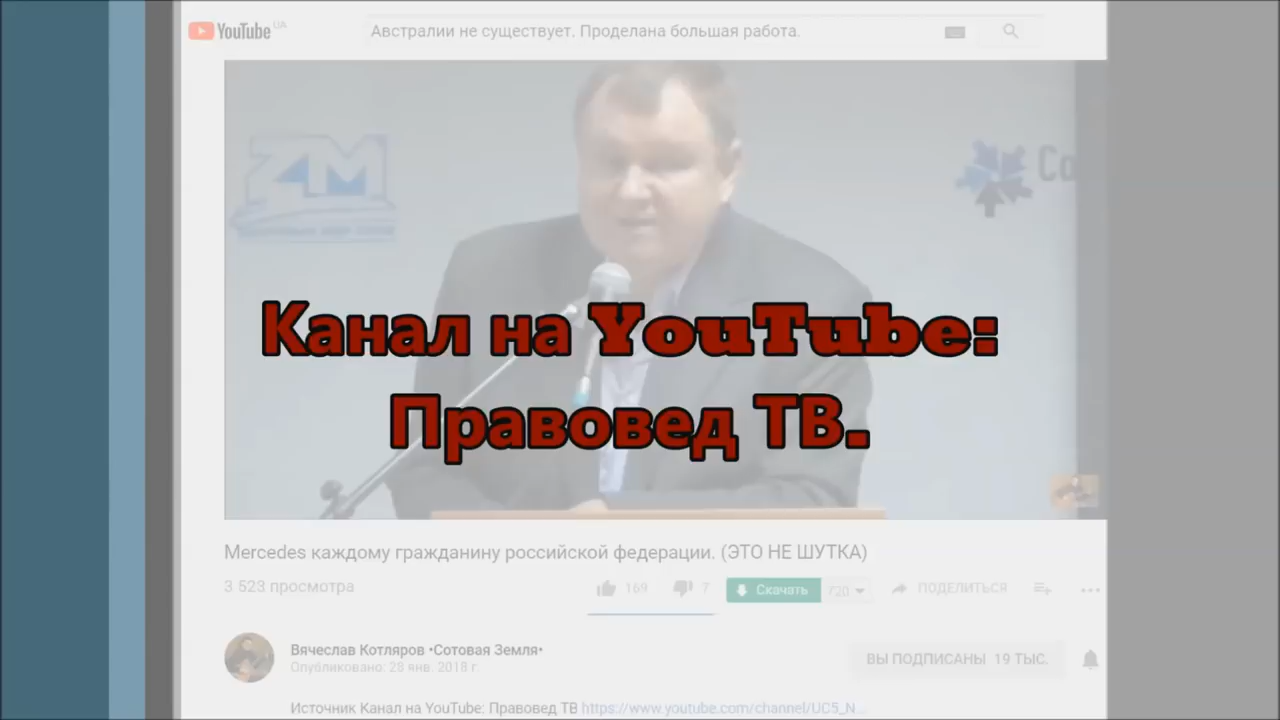 YouTube UA
Австралии не существует. Проделана большая работа.
ZM
Со
Канал на YouTube:
Правовед ТВ.
Mercedes каждому гражданину российской федерации. (ЭТО НЕ ШУТКА)
3 523 просмотра
169
7
Скачать
720
ПОДЕЛИТЬСЯ
Вячеслав Котляров •Сотовая Земля•
Опубликовано: 28 янв. 2018 г.
ВЫ ПОДПИСАНЫ 19 ТЫС.
Источник Канал на YouTube: Правовед ТВ https://www.youtube.com/channel/UC5_N...